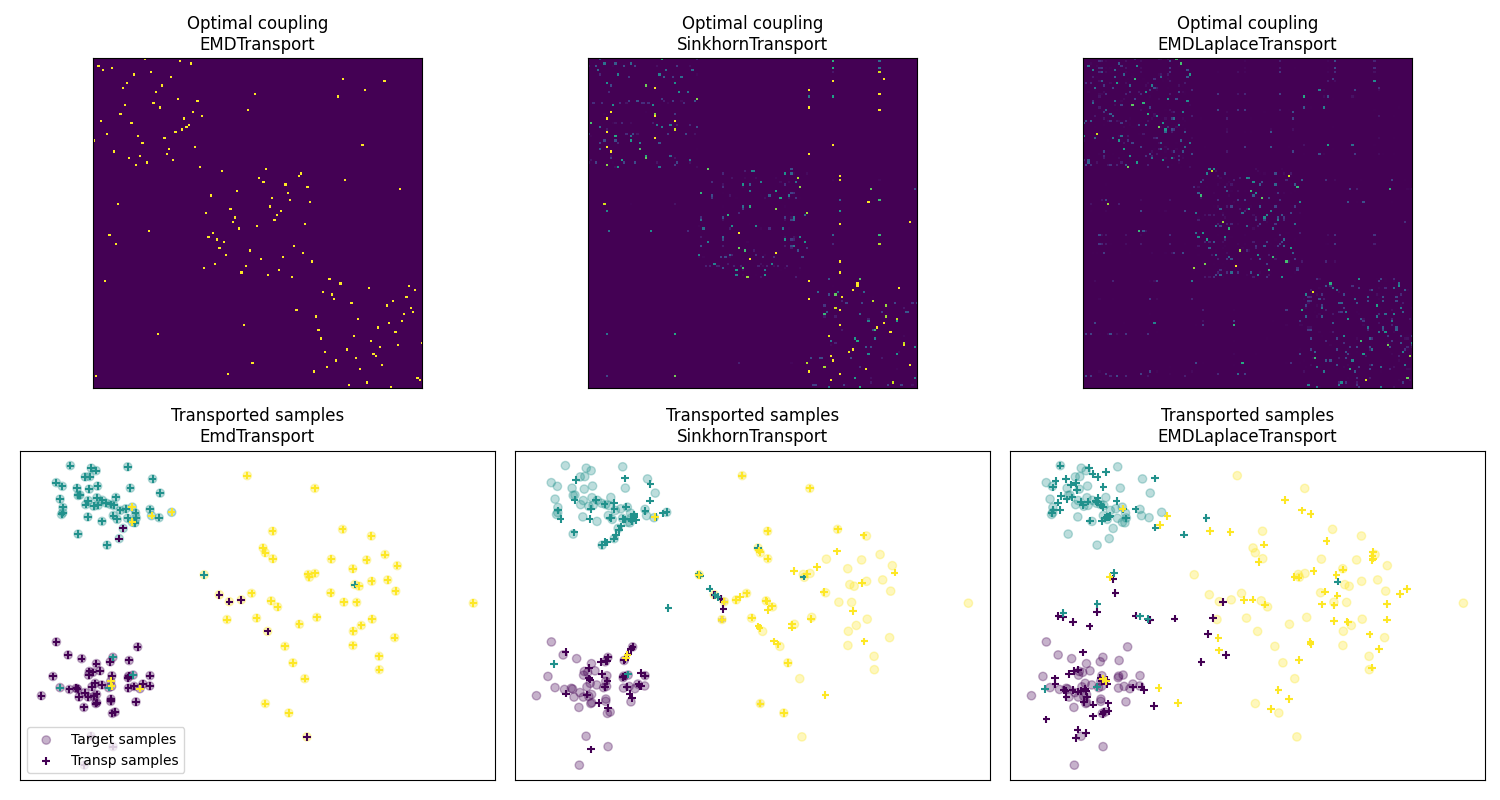 Optimal coupling
EMDTransport
Optimal coupling
SinkhornTransport
Optimal coupling
EMDLaplaceTransport
Transported samples
EmdTransport
Transported samples
SinkhornTransport
Transported samples
EMDLaplaceTransport
Target samples
Transp samples